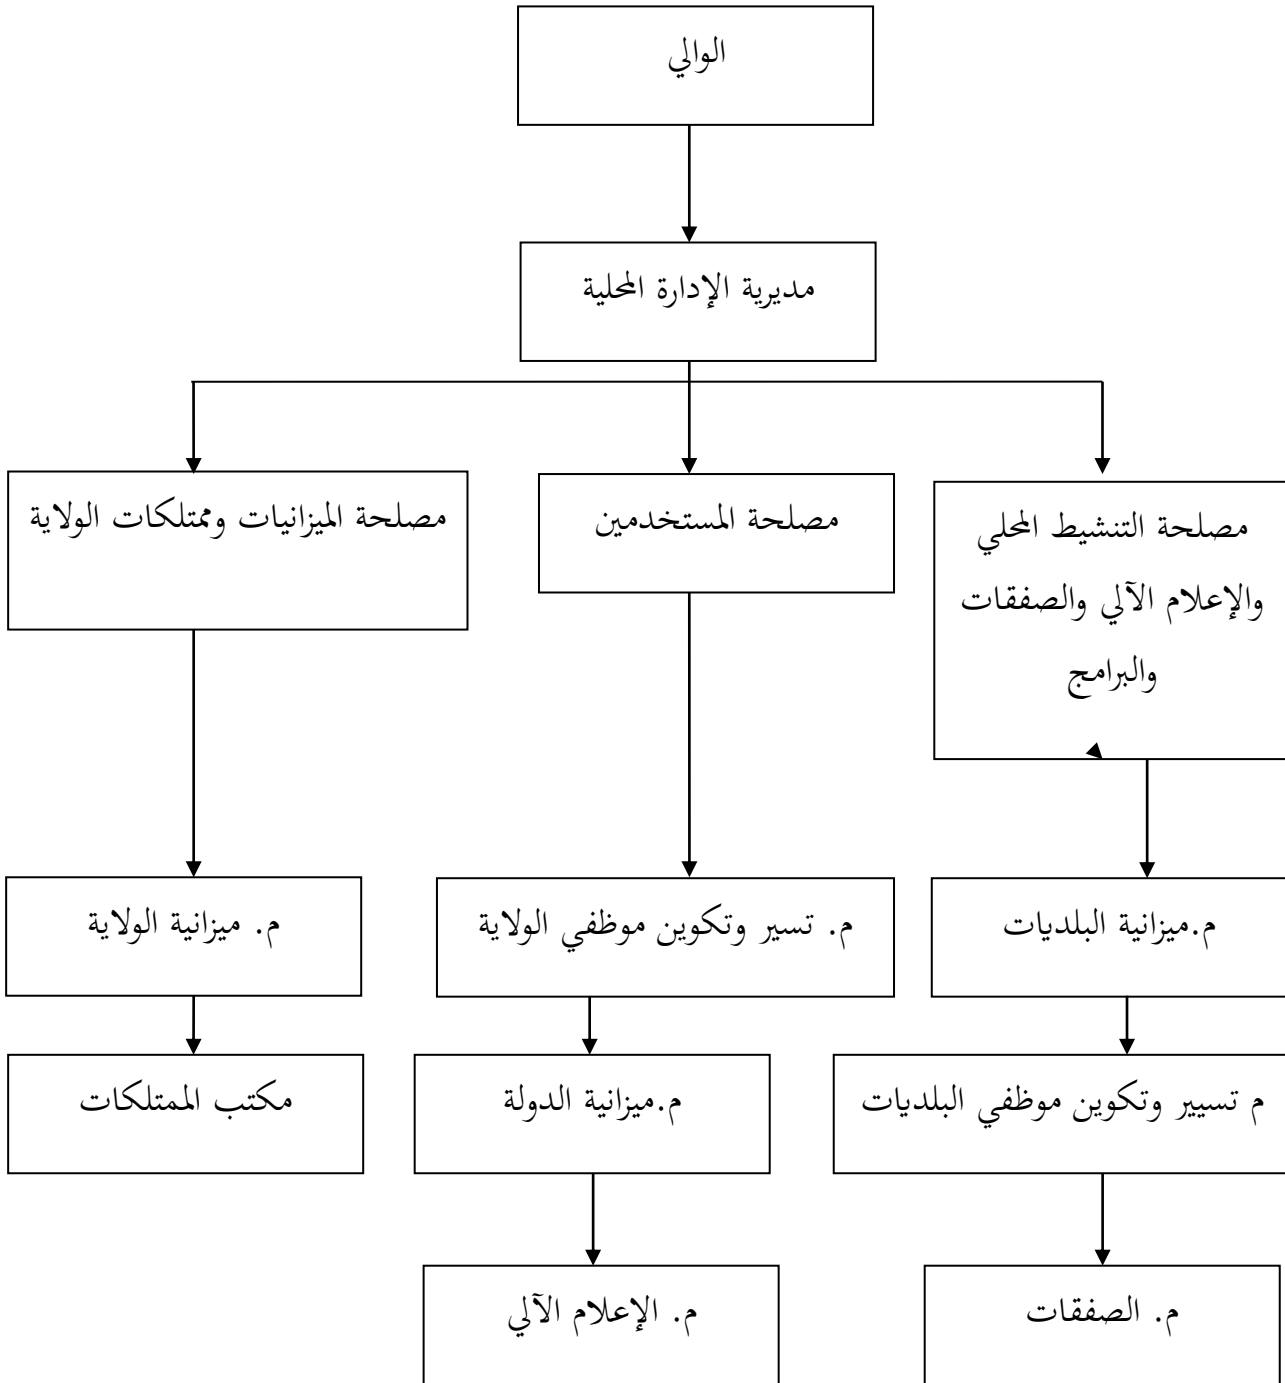 الوالي
مديرية الإدارة المحلية
مصلحة التنشيط المحلي
والإعلام الآلي والصفقات
والبرامج
مصلحة المستخدمين
مصلحة الميزانيات وممتلكات الولاية
م.ميزانية البلديات
م. تسير وتكوين موظفي الولاية
م. ميزانية الولاية
م تسيير وتكوين موظفي البلديات
م.ميزانية الدولة
مكتب الممتلكات
م. الصفقات
م. الإعلام الآلي